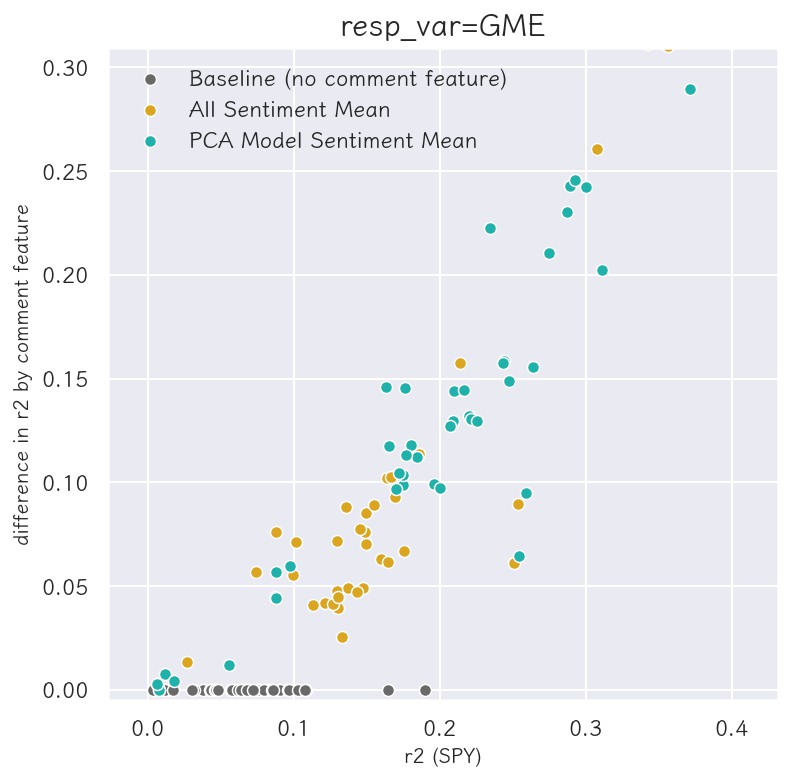 resp_var=GME
Baseline (no comment feature)
All Sentiment Mean
PCA Model Sentiment Mean
difference in r2 by comment feature
0.30
0.25
0.20
0.15
0.10
0.05
0.00
0.0 0.1 0.2 0.3 0.4
r2 (SPY)